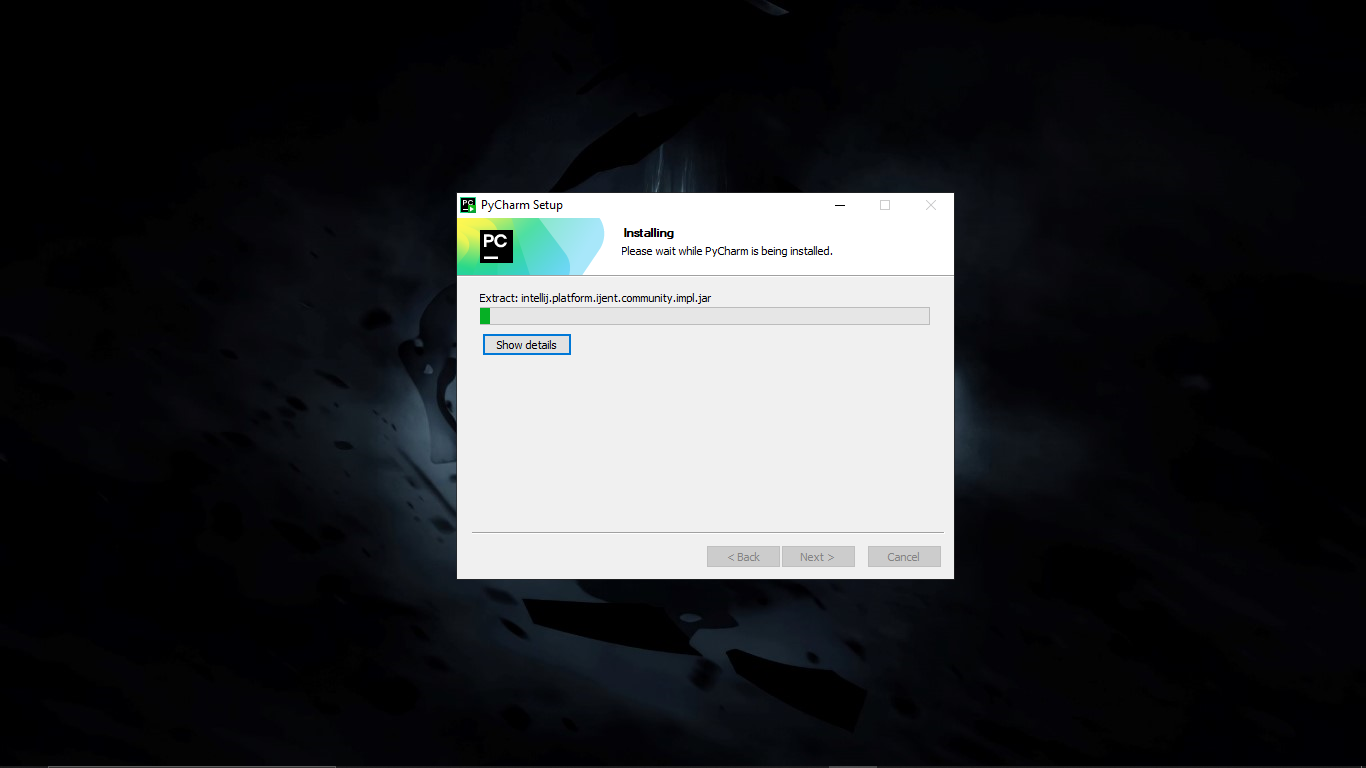 PC
PyCharm Setup
PC
Installing
Please wait while PyCharm is being installed.
Extract: intellij.platform.ijent.community.impl.jar
Show details
< Back
Next >
Cancel